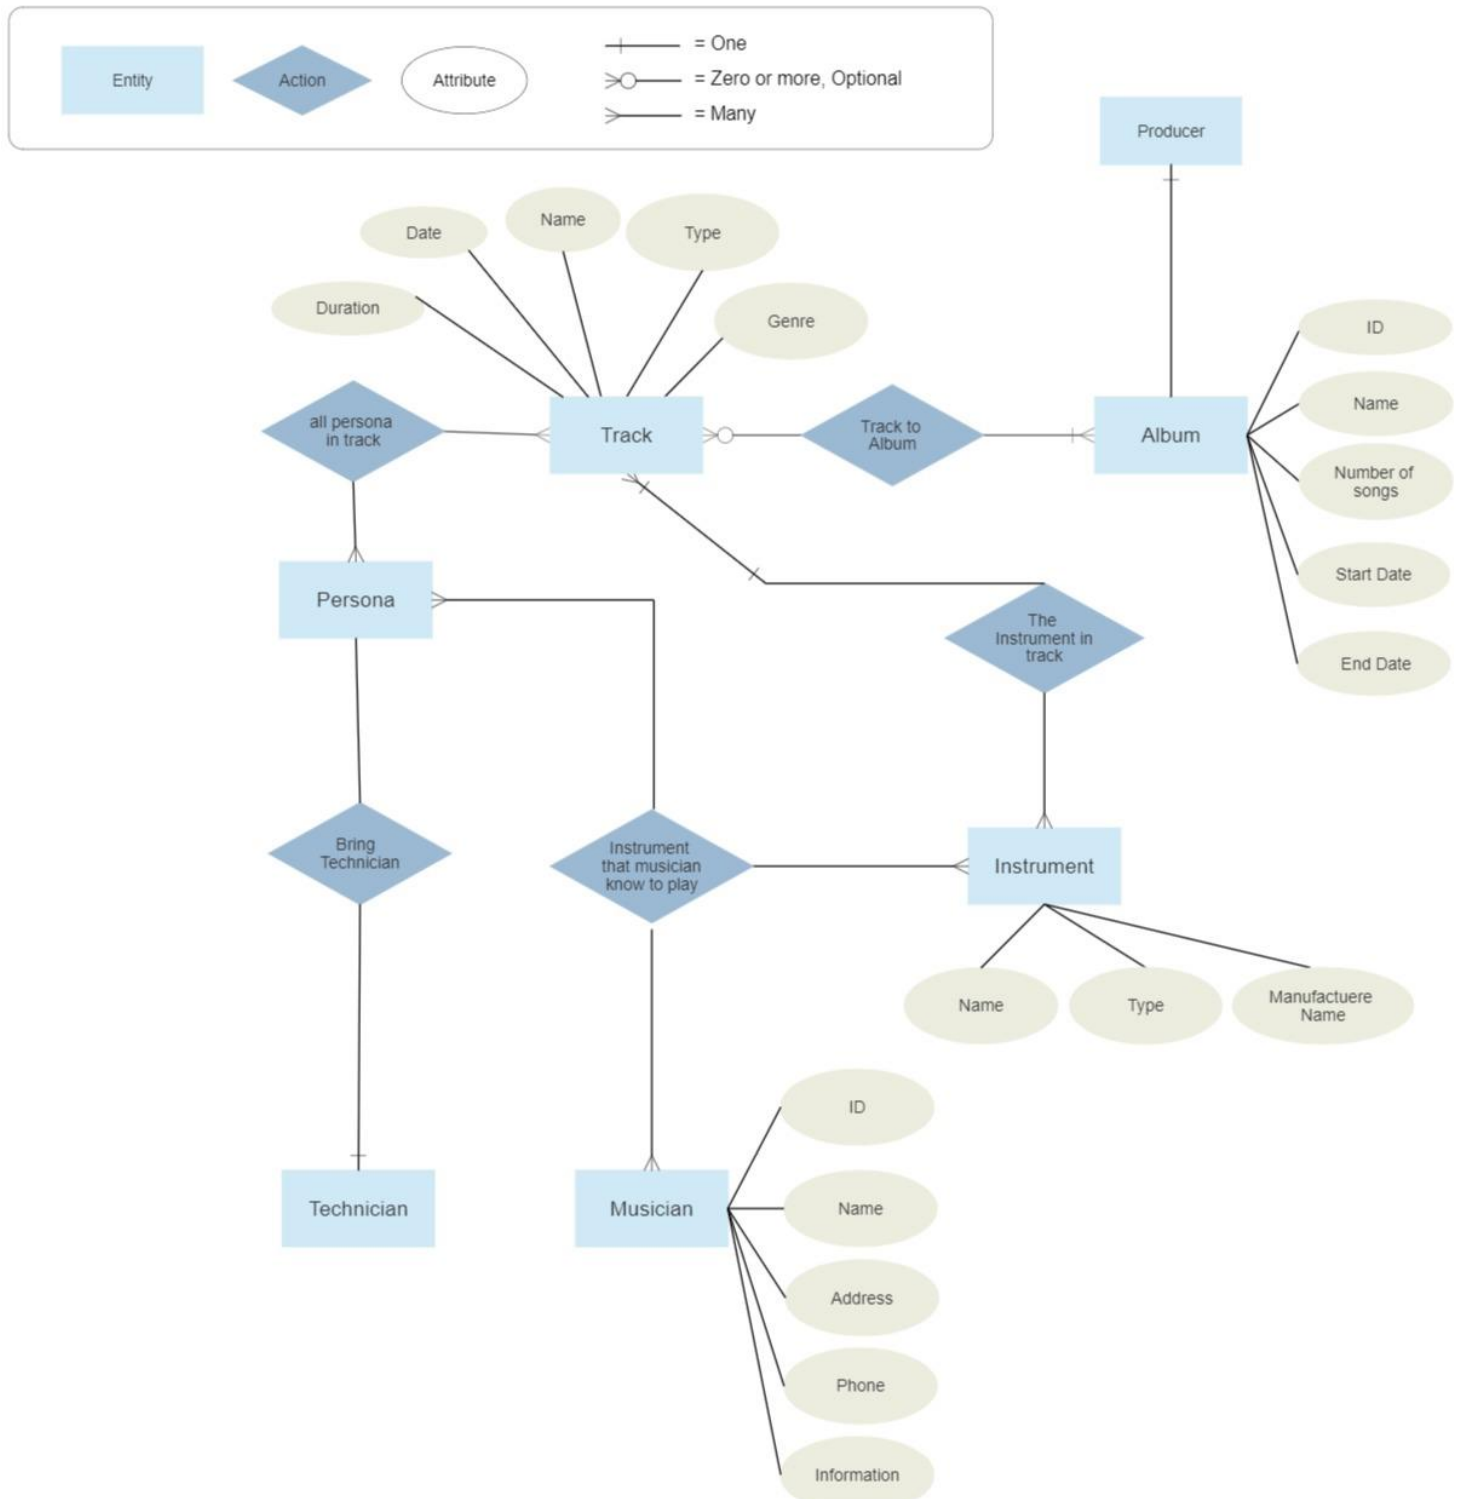 Entity
Action
Attribute
= One
= Zero or more, Optional
= Many
Producer
Date
Name
Type
Duration
Genre
ID
Name
Number of
songs
Start Date
End Date
all persona
in track
Track
Track to
Album
Album
Persona
The
Instrument in
track
Bring
Technician
Instrument
that musician
know to play
Instrument
Name
Type
Manufactuere
Name
Technician
Musician
ID
Name
Address
Phone
Information